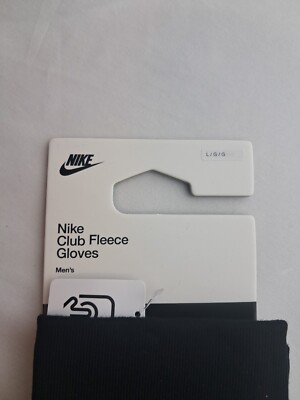 NIKE
L/G/G
Nike
Club Fleece
Gloves
Men's